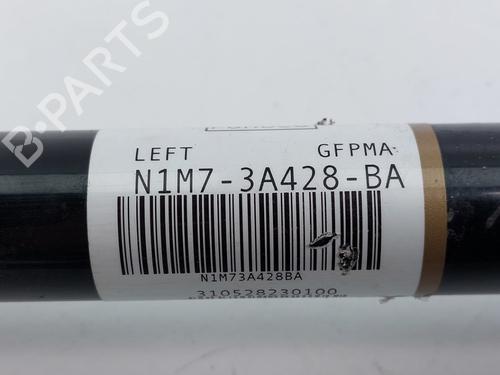 B-PARTS
LEFT GFPMA
N1M7-3A428-BA
N1M73A428BA
310528230100